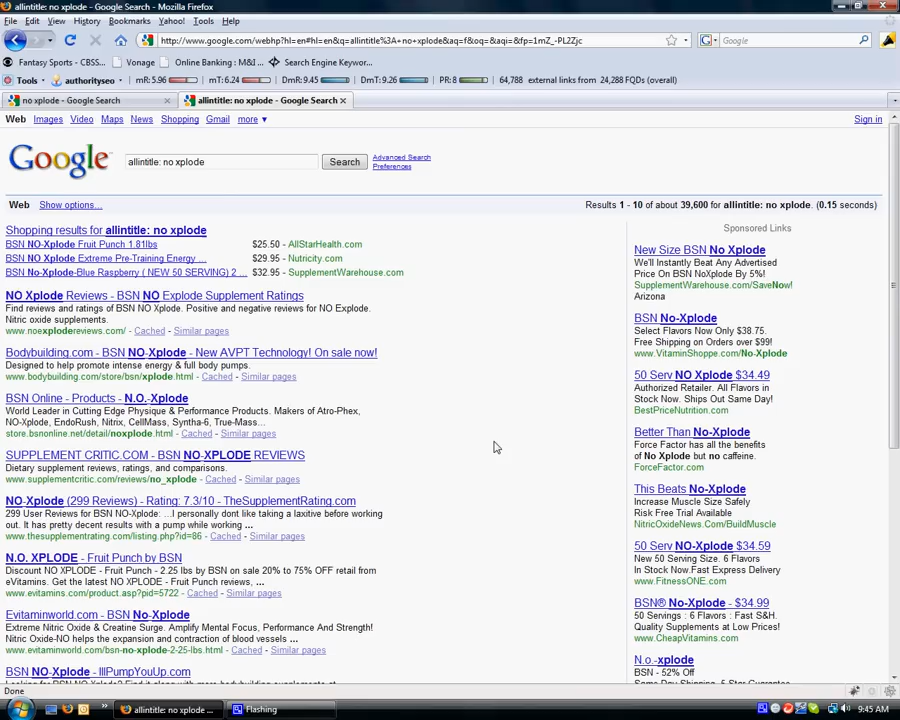 allintitle: no xplode - Google Search - Mozilla Firefox
File Edit View History Bookmarks Yahoo! Tools Help
http://www.google.com/webhp?hl=en#hl=en&q=allintitle%3A+no+xplode&aq=f&oq=&aqi=&fp=1mZ_-PL2Zjc
Google
Fantasy Sports - CBSS... Vonage Online Banking : M&I ... Search Engine Keywor...
Tools authorityseo mR: 5.96 mT: 6.24 DmR: 9.45 DmT: 9.26 PR: 8 64,788 external links from 24,288 FQDNs (overall)
no xplode - Google Search allintitle: no xplode - Google Search
Web Images Video Maps News Shopping Gmail more ▼ Sign in
Google
allintitle: no xplode
Search
Advanced Search
Preferences
Web Show options... Results 1 - 10 of about 39,600 for allintitle: no xplode. (0.15 seconds)
Shopping results for allintitle: no xplode
BSN NO-Xplode Fruit Punch 1.81lbs $25.50 - AllStarHealth.com
BSN NO Xplode Extreme Pre-Training Energy ... $29.95 - Nutricity.com
BSN No-Xplode-Blue Raspberry ( NEW 50 SERVING) 2 ... $32.95 - SupplementWarehouse.com
NO Xplode Reviews - BSN NO Explode Supplement Ratings
Find reviews and ratings of BSN NO Xplode. Positive and negative reviews for NO Explode.
Nitric oxide supplements.
www.noexplodereviews.com/ - Cached - Similar pages
Bodybuilding.com - BSN NO-Xplode - New AVPT Technology! On sale now!
Designed to help promote intense energy & full body pumps.
www.bodybuilding.com/store/bsn/xplode.html - Cached - Similar pages
BSN Online - Products - N.O.-Xplode
World Leader in Cutting Edge Physique & Performance Products. Makers of Atro-Phex,
NO-Xplode, EndoRush, Nitrix, CellMass, Syntha-6, True-Mass...
store.bsnonline.net/detail/noxplode.html - Cached - Similar pages
SUPPLEMENT CRITIC.COM - BSN NO-XPLODE REVIEWS
Dietary supplement reviews, ratings, and comparisons.
www.supplementcritic.com/reviews/no_xplode - Cached - Similar pages
NO-Xplode (299 Reviews) - Rating: 7.3/10 - TheSupplementRating.com
299 User Reviews for BSN NO-Xplode: ...I personally dont like taking a laxitive before working
out. It has pretty decent results with a pump while working ...
www.thesupplementrating.com/listing.php?id=86 - Cached - Similar pages
N.O. XPLODE - Fruit Punch by BSN
Discount NO XPLODE - Fruit Punch - 2.25 lbs by BSN on sale 20% to 75% OFF retail from
eVitamins. Get the latest NO XPLODE - Fruit Punch reviews, ...
www.evitamins.com/product.asp?pid=5722 - Cached - Similar pages
Evitaminworld.com - BSN No-Xplode
Extreme Nitric Oxide & Creatine Surge. Amplify Mental Focus, Performance And Strength!
Nitric Oxide-NO helps the expansion and contraction of blood vessels ...
www.evitaminworld.com/bsn-no-xplode-2-25-lbs.html - Cached - Similar pages
BSN NO-Xplode - IllPumpYouUp.com
Sponsored Links
New Size BSN No Xplode
We'll Instantly Beat Any Advertised
Price On BSN NoXplode By 5%!
SupplementWarehouse.com/SaveNow!
Arizona
BSN No-Xplode
Select Flavors Now Only $38.75.
Free Shipping on Orders over $99!
www.VitaminShoppe.com/No-Xplode
50 Serv NO Xplode $34.49
Authorized Retailer. All Flavors in
Stock Now. Ships Out Same Day!
BestPriceNutrition.com
Better Than No-Xplode
Force Factor has all the benefits
of No Xplode but no caffeine.
ForceFactor.com
This Beats No-Xplode
Increase Muscle Size Safely
Risk Free Trial Available
NitricOxideNews.Com/BuildMuscle
50 Serv NO-Xplode $34.59
New 50 Serving Size. 6 Flavors
In Stock Now.Fast Express Delivery
www.FitnessONE.com
BSN® No-Xplode - $34.99
50 Servings : 6 Flavors : Fast S&H.
Quality Supplements at Low Prices!
www.CheapVitamins.com
N.o.-xplode
BSN - 52% Off
Done
allintitle: no xplode ... Flashing 9:45 AM